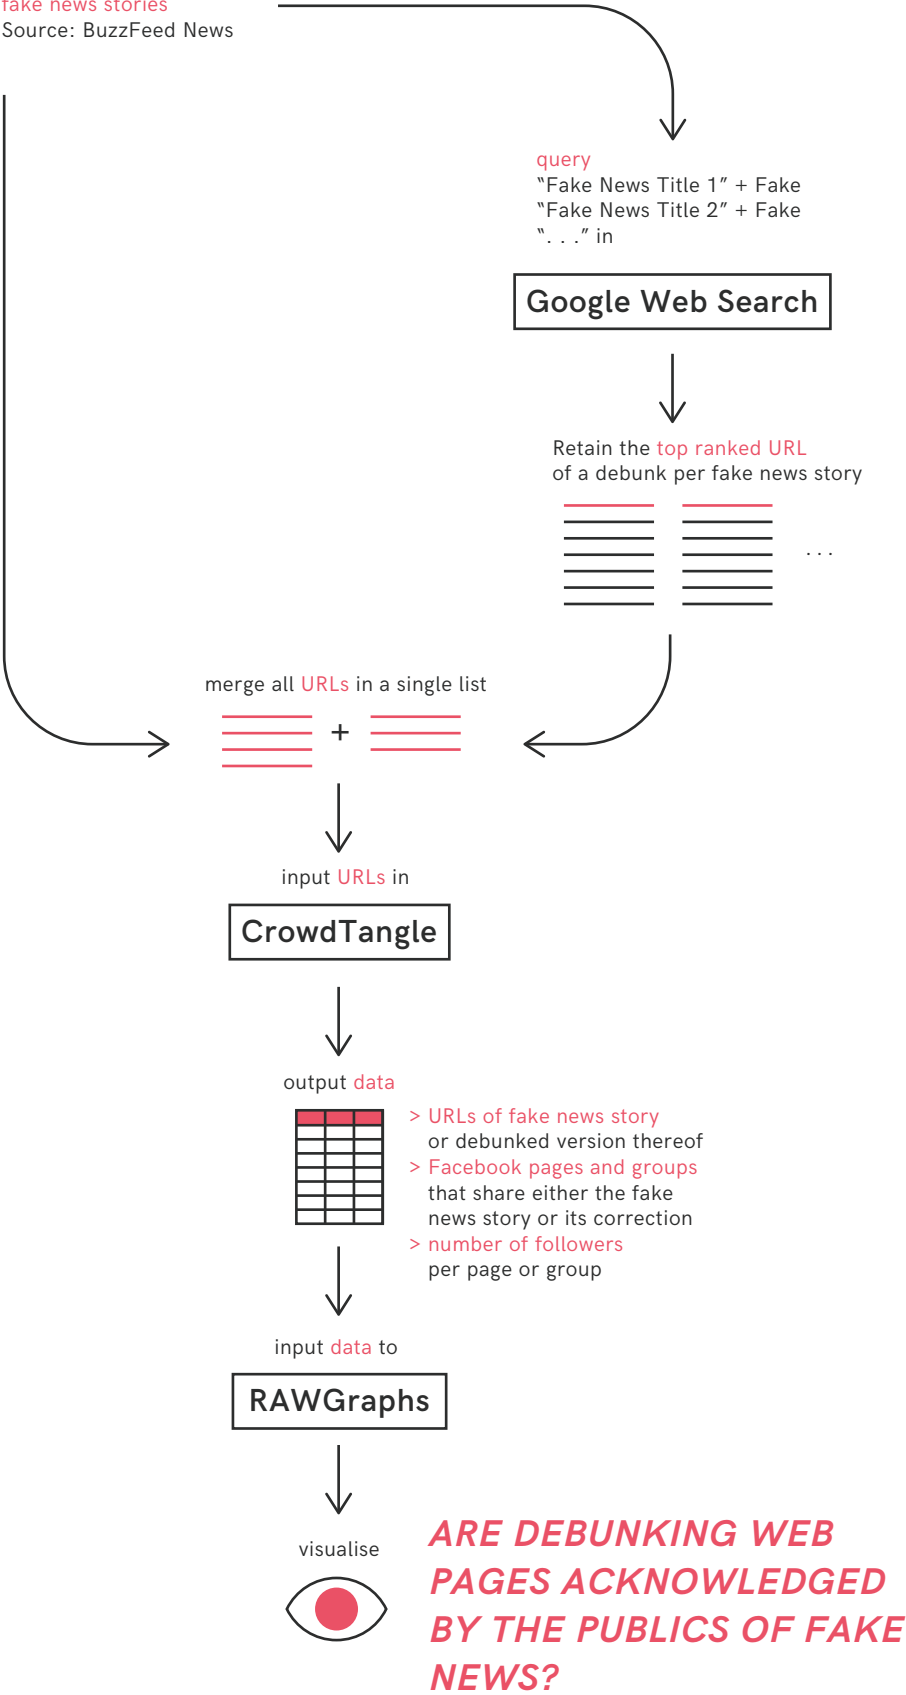 fake news stories
Source: BuzzFeed News
query
“Fake News Title 1” + Fake
“Fake News Title 2” + Fake
“. . .” in
Google Web Search
Retain the top ranked URL
of a debunk per fake news story
. . .
merge all URLs in a single list
+
input URLs in
CrowdTangle
output data
> URLs of fake news story
or debunked version thereof
> Facebook pages and groups
that share either the fake
news story or its correction
> number of followers
per page or group
input data to
RAWGraphs
visualise
ARE DEBUNKING WEB
PAGES ACKNOWLEDGED
BY THE PUBLICS OF FAKE
NEWS?